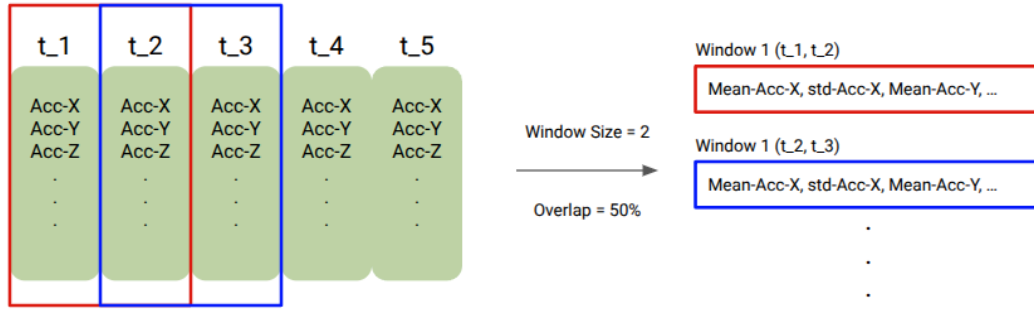 t_1 t_2 t_3 t_4 t_5
Acc-X Acc-X Acc-X Acc-X Acc-X
Acc-Y Acc-Y Acc-Y Acc-Y Acc-Y
Acc-Z Acc-Z Acc-Z Acc-Z Acc-Z
. . . . .
. . . . .
. . . . .
Window Size = 2
Overlap = 50%
Window 1 (t_1, t_2)
Mean-Acc-X, std-Acc-X, Mean-Acc-Y, ...
Window 1 (t_2, t_3)
Mean-Acc-X, std-Acc-X, Mean-Acc-Y, ...
.
.
.